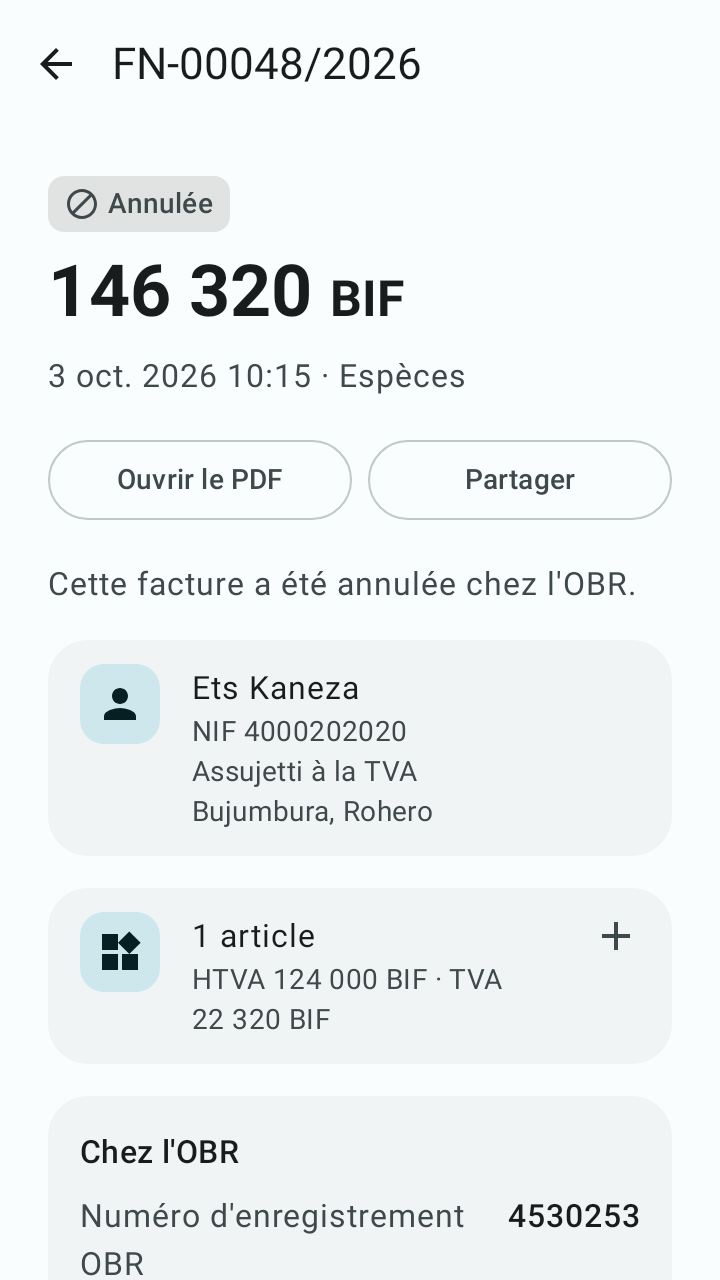 FN-00048/2026
Annulée
146 320 BIF
3 oct. 2026 10:15 · Espèces
Ouvrir le PDF
Partager
Cette facture a été annulée chez l'OBR.
Ets Kaneza
NIF 4000202020
Assujetti à la TVA
Bujumbura, Rohero
1 article
HTVA 124 000 BIF · TVA
22 320 BIF
Chez l'OBR
Numéro d'enregistrement 4530253
OBR